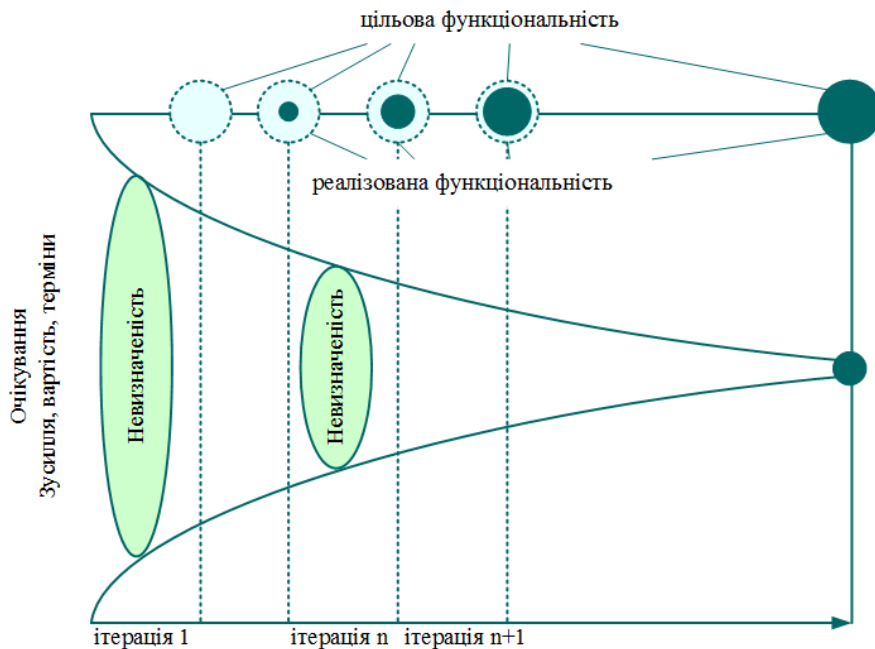 цільова функціональність
реалізована функціональність
Очікування
Зусилля, вартість, терміни
Невизначеність
Невизначеність
ітерація 1
ітерація n
ітерація n+1